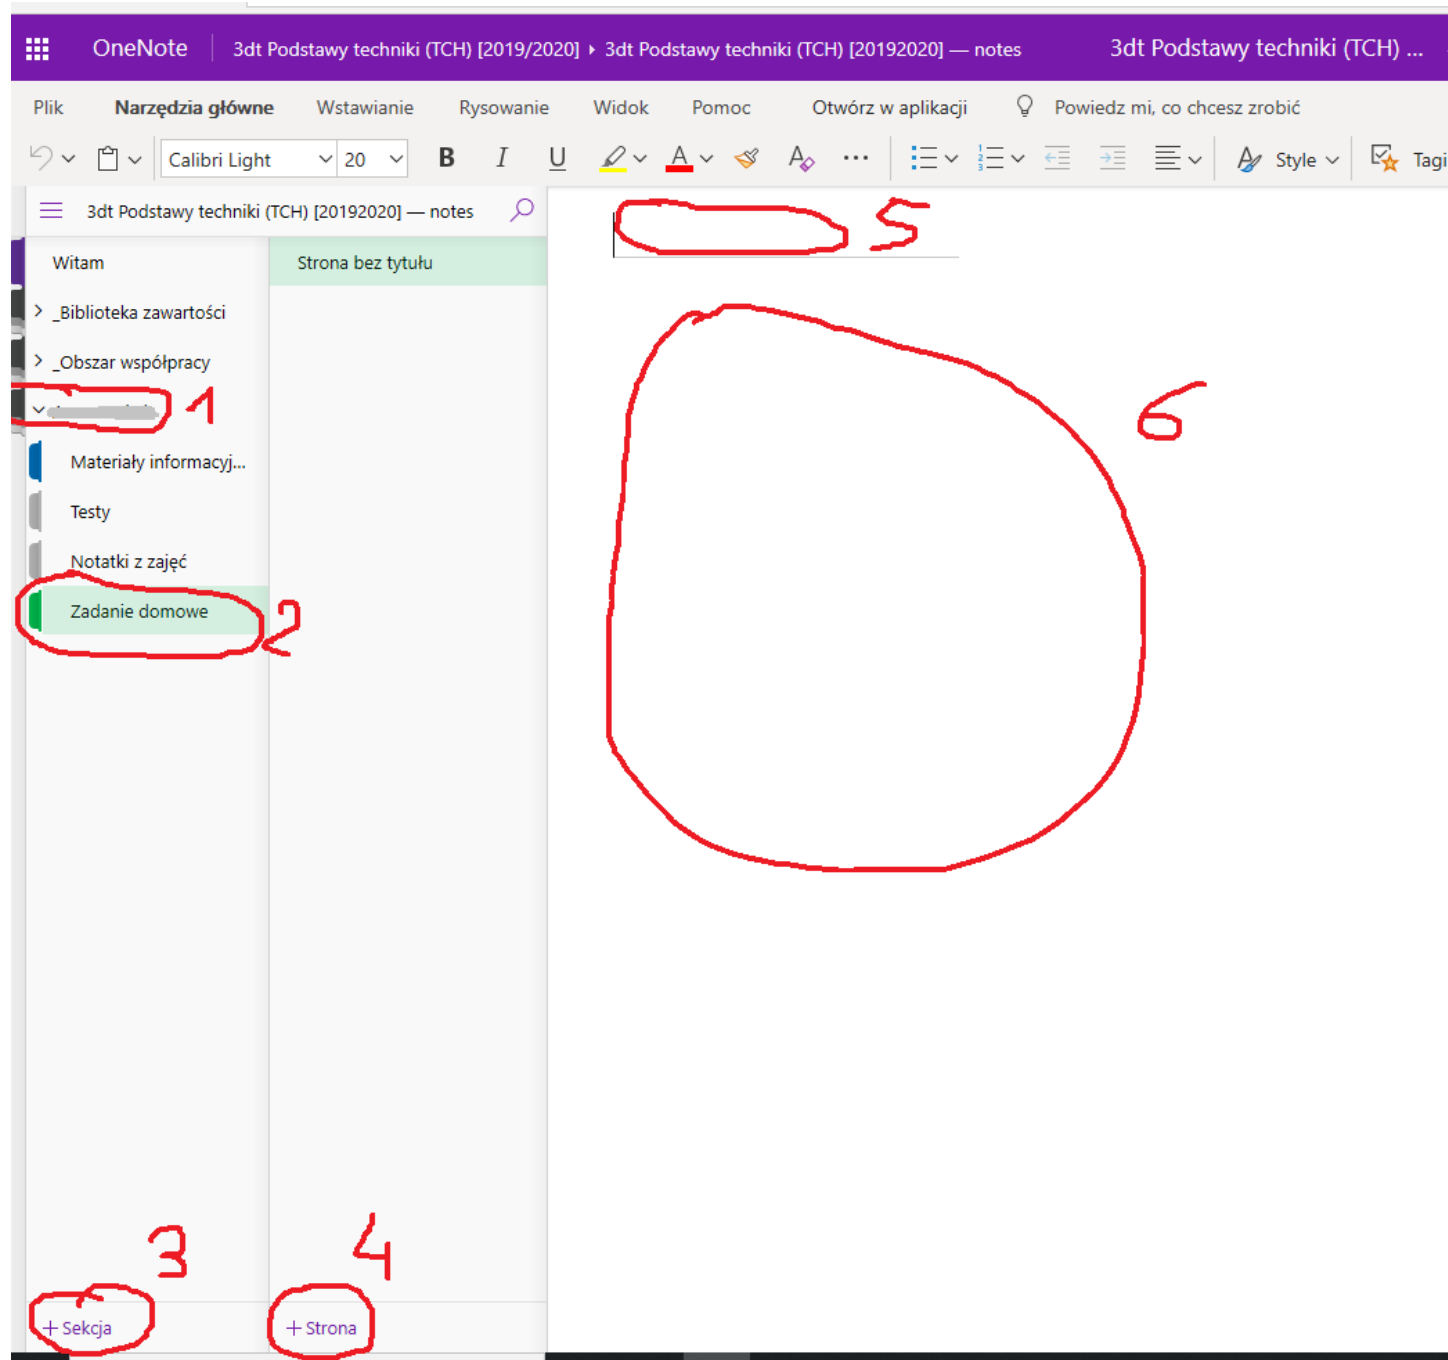 OneNote 3dt Podstawy techniki (TCH) [2019/2020] ▸ 3dt Podstawy techniki (TCH) [20192020] — notes 3dt Podstawy techniki (TCH) ...
Plik Narzędzia główne Wstawianie Rysowanie Widok Pomoc Otwórz w aplikacji Powiedz mi, co chcesz zrobić
Calibri Light 20 B I U A A ... Style Tagi
3dt Podstawy techniki (TCH) [20192020] — notes
5
Witam
Strona bez tytułu
_Biblioteka zawartości
_Obszar współpracy
1
6
Materiały informacyj...
Testy
Notatki z zajęć
Zadanie domowe
2
3
4
+ Sekcja
+ Strona